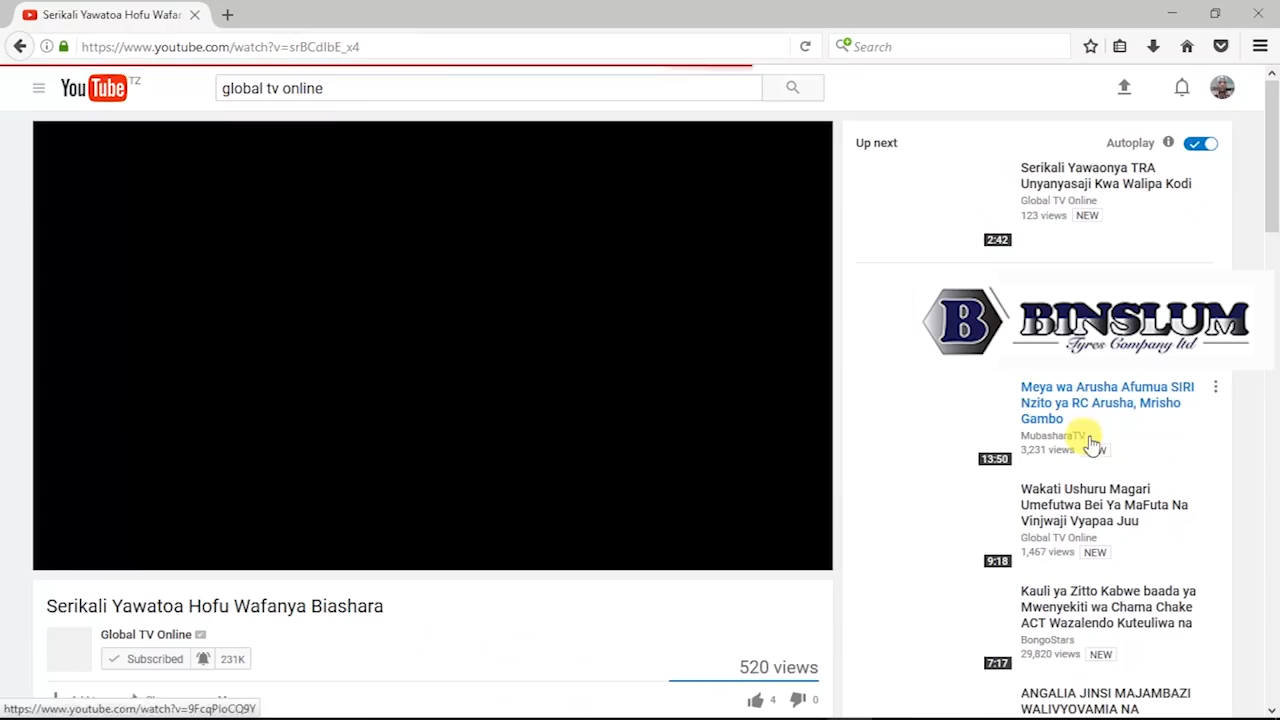 Serikali Yawatoa Hofu Wafan
https://www.youtube.com/watch?v=srBCdIbE_x4
Search
YouTube TZ
global tv online
Up next
Autoplay
Serikali Yawaonya TRA
Unyanyasaji Kwa Walipa Kodi
Global TV Online
123 views NEW
2:42
B BINSLUM
Tyres Company ltd
Meya wa Arusha Afumua SIRI
Nzito ya RC Arusha, Mrisho
Gambo
MubasharaTV
3,231 views
13:50
Wakati Ushuru Magari
Umefutwa Bei Ya MaFuta Na
Vinjwaji Vyapaa Juu
Global TV Online
1,467 views NEW
9:18
Kauli ya Zitto Kabwe baada ya
Mwenyekiti wa Chama Chake
ACT Wazalendo Kuteuliwa na
BongoStars
29,820 views NEW
7:17
ANGALIA JINSI MAJAMBAZI
WALIVYOVAMIA NA
Serikali Yawatoa Hofu Wafanya Biashara
Global TV Online
Subscribed 231K
520 views
4 0
https://www.youtube.com/watch?v=9FcqPIoCQ9Y